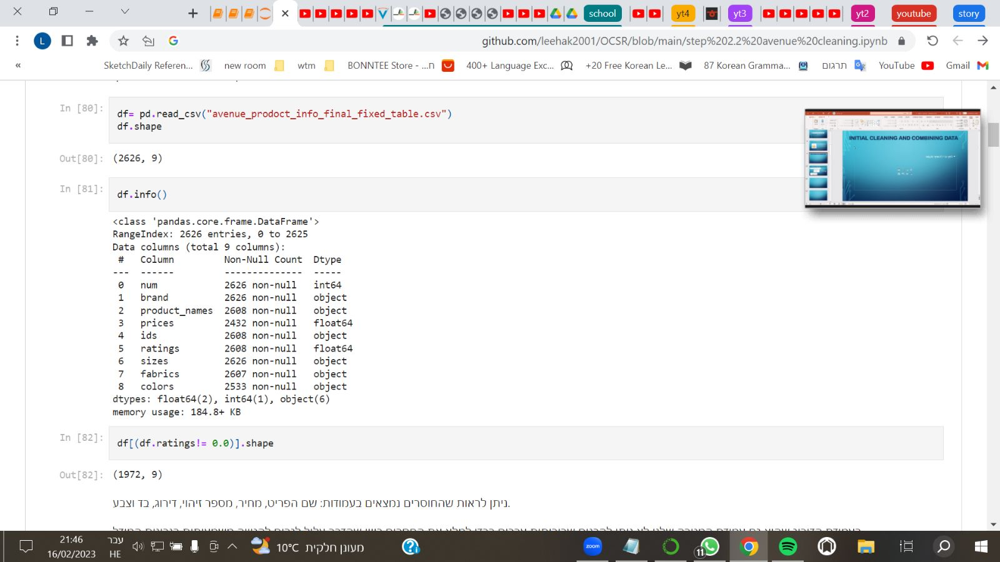 school
yt4
yt3
yt2
youtube
story
L
github.com/leehak2001/OCSR/blob/main/step%202.2%20avenue%20cleaning.ipynb
«
SketchDaily Referen...
new room
wtm
BONNTEE Store - ...ח
400+ Language Exc...
+20 Free Korean Le...
87 Korean Gramma...
תרגום
YouTube
Gmail
In [80]:
df= pd.read_csv("avenue_prodoct_info_final_fixed_table.csv")
df.shape
Out[80]: (2626, 9)
INITIAL CLEANING AND COMBINING DATA
In [81]:
df.info()
<class 'pandas.core.frame.DataFrame'>
RangeIndex: 2626 entries, 0 to 2625
Data columns (total 9 columns):
# Column Non-Null Count Dtype
--- ------ -------------- -----
0 num 2626 non-null int64
1 brand 2626 non-null object
2 product_names 2608 non-null object
3 prices 2432 non-null float64
4 ids 2608 non-null object
5 ratings 2608 non-null float64
6 sizes 2626 non-null object
7 fabrics 2607 non-null object
8 colors 2533 non-null object
dtypes: float64(2), int64(1), object(6)
memory usage: 184.8+ KB
In [82]:
df[(df.ratings!= 0.0)].shape
Out[82]: (1972, 9)
ניתן לראות שהחוסרים נמצאים בעמודות: שם הפריט, מחיר, מספר זיהוי, דירוג, בד וצבע.
21:46
16/02/2023
עבר
HE
10°C מעונן חלקית
zoom
11